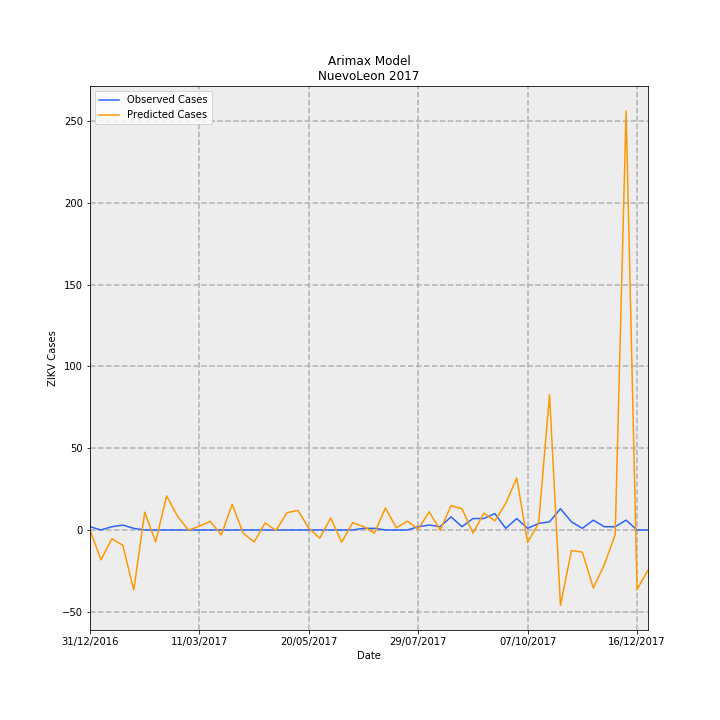 Arimax Model
NuevoLeon 2017
Observed Cases
Predicted Cases
250
200
150
100
50
0
−50
ZIKV Cases
31/12/2016
11/03/2017
20/05/2017
29/07/2017
07/10/2017
16/12/2017
Date